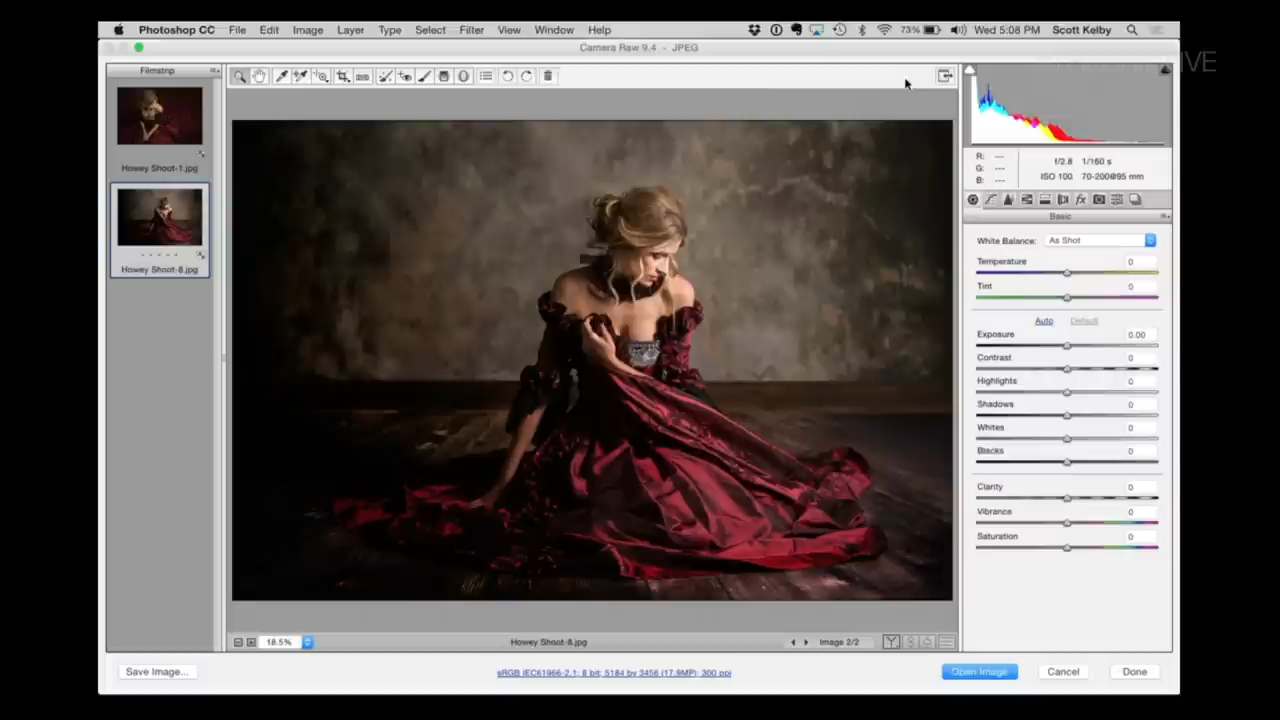 Photoshop CC File Edit Image Layer Type Select Filter View Window Help 73% Wed 5:08 PM Scott Kelby
Camera Raw 9.4 - JPEG
IVE
Filmstrip
Howey Shoot-1.jpg
Howey Shoot-8.jpg
R: --- f/2.8 1/160 s
G: ---
B: --- ISO 100 70-200@95 mm
Basic
White Balance: As Shot
Temperature 0
Tint 0
Auto Default
Exposure 0.00
Contrast 0
Highlights 0
Shadows 0
Whites 0
Blacks 0
Clarity 0
Vibrance 0
Saturation 0
18.5% Howey Shoot-8.jpg Image 2/2
Save Image... sRGB IEC61966-2.1; 8 bit; 5184 by 3456 (17.9MP); 300 ppi Open Image Cancel Done